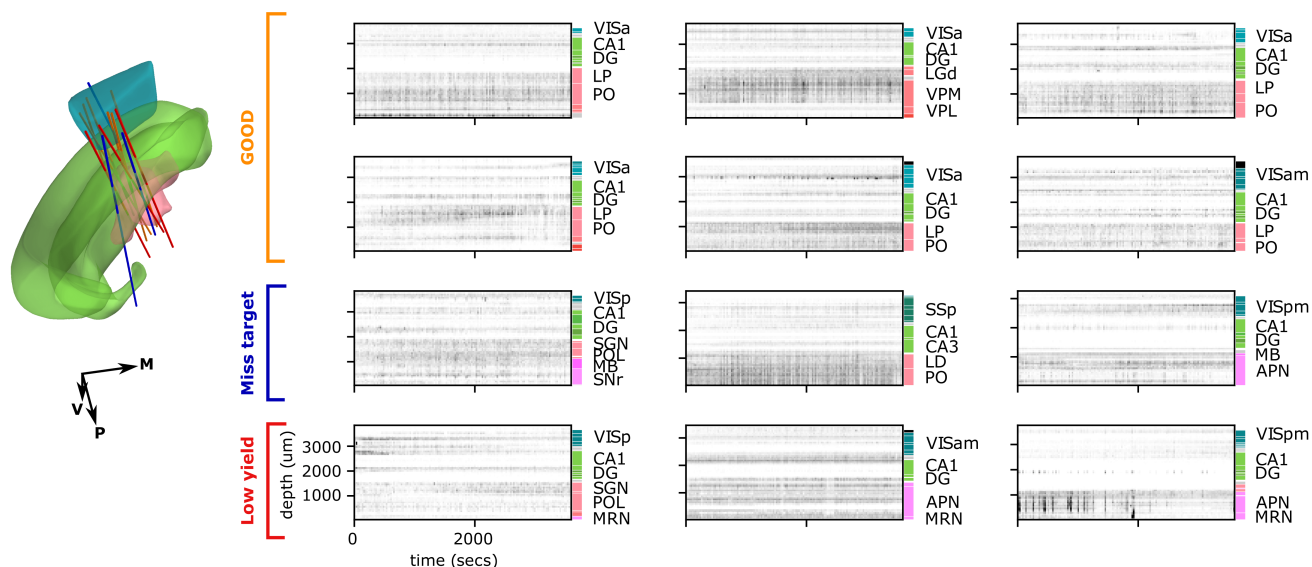 GOOD
VISa
CA1
DG
LP
PO
VISa
CA1
DG
LGd
VPM
VPL
VISa
CA1
DG
LP
PO
VISa
CA1
DG
LP
PO
VISa
CA1
DG
LP
PO
VISam
CA1
DG
LP
PO
Miss target
VISp
CA1
DG
SGN
POL
MB
SNr
SSp
CA1
CA3
LD
PO
VISpm
CA1
DG
MB
APN
M
V
P
Low yield
depth (um)
3000
2000
1000
VISp
CA1
DG
SGN
POL
MRN
VISam
CA1
DG
APN
MRN
VISpm
CA1
DG
APN
MRN
0
2000
time (secs)